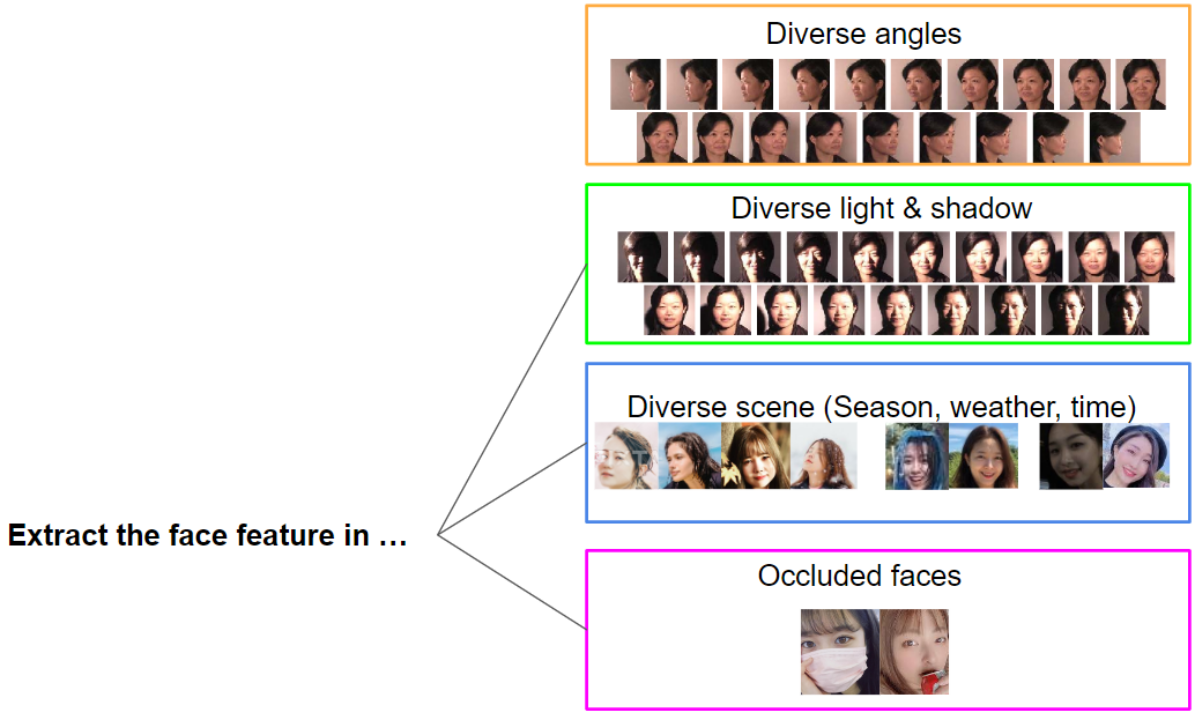 Diverse angles
Diverse light & shadow
Diverse scene (Season, weather, time)
Extract the face feature in …
Occluded faces